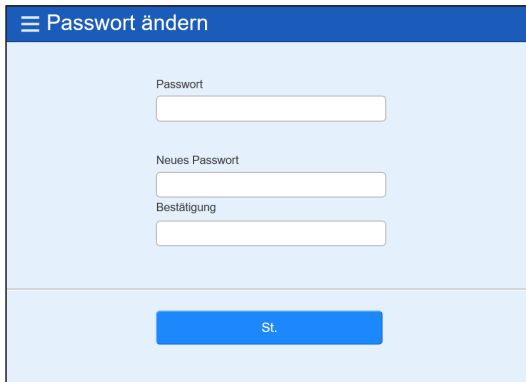 Passwort ändern
Passwort
Neues Passwort
Bestätigung
St.